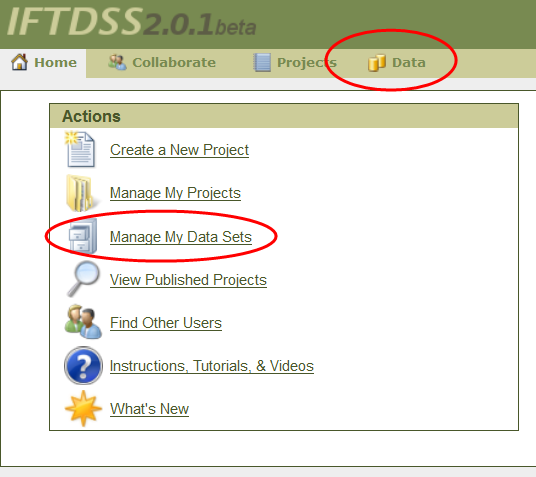 IFTDSS2.0.1beta
Home Collaborate Projects Data
Actions
Create a New Project
Manage My Projects
Manage My Data Sets
View Published Projects
Find Other Users
? Instructions, Tutorials, & Videos
What's New